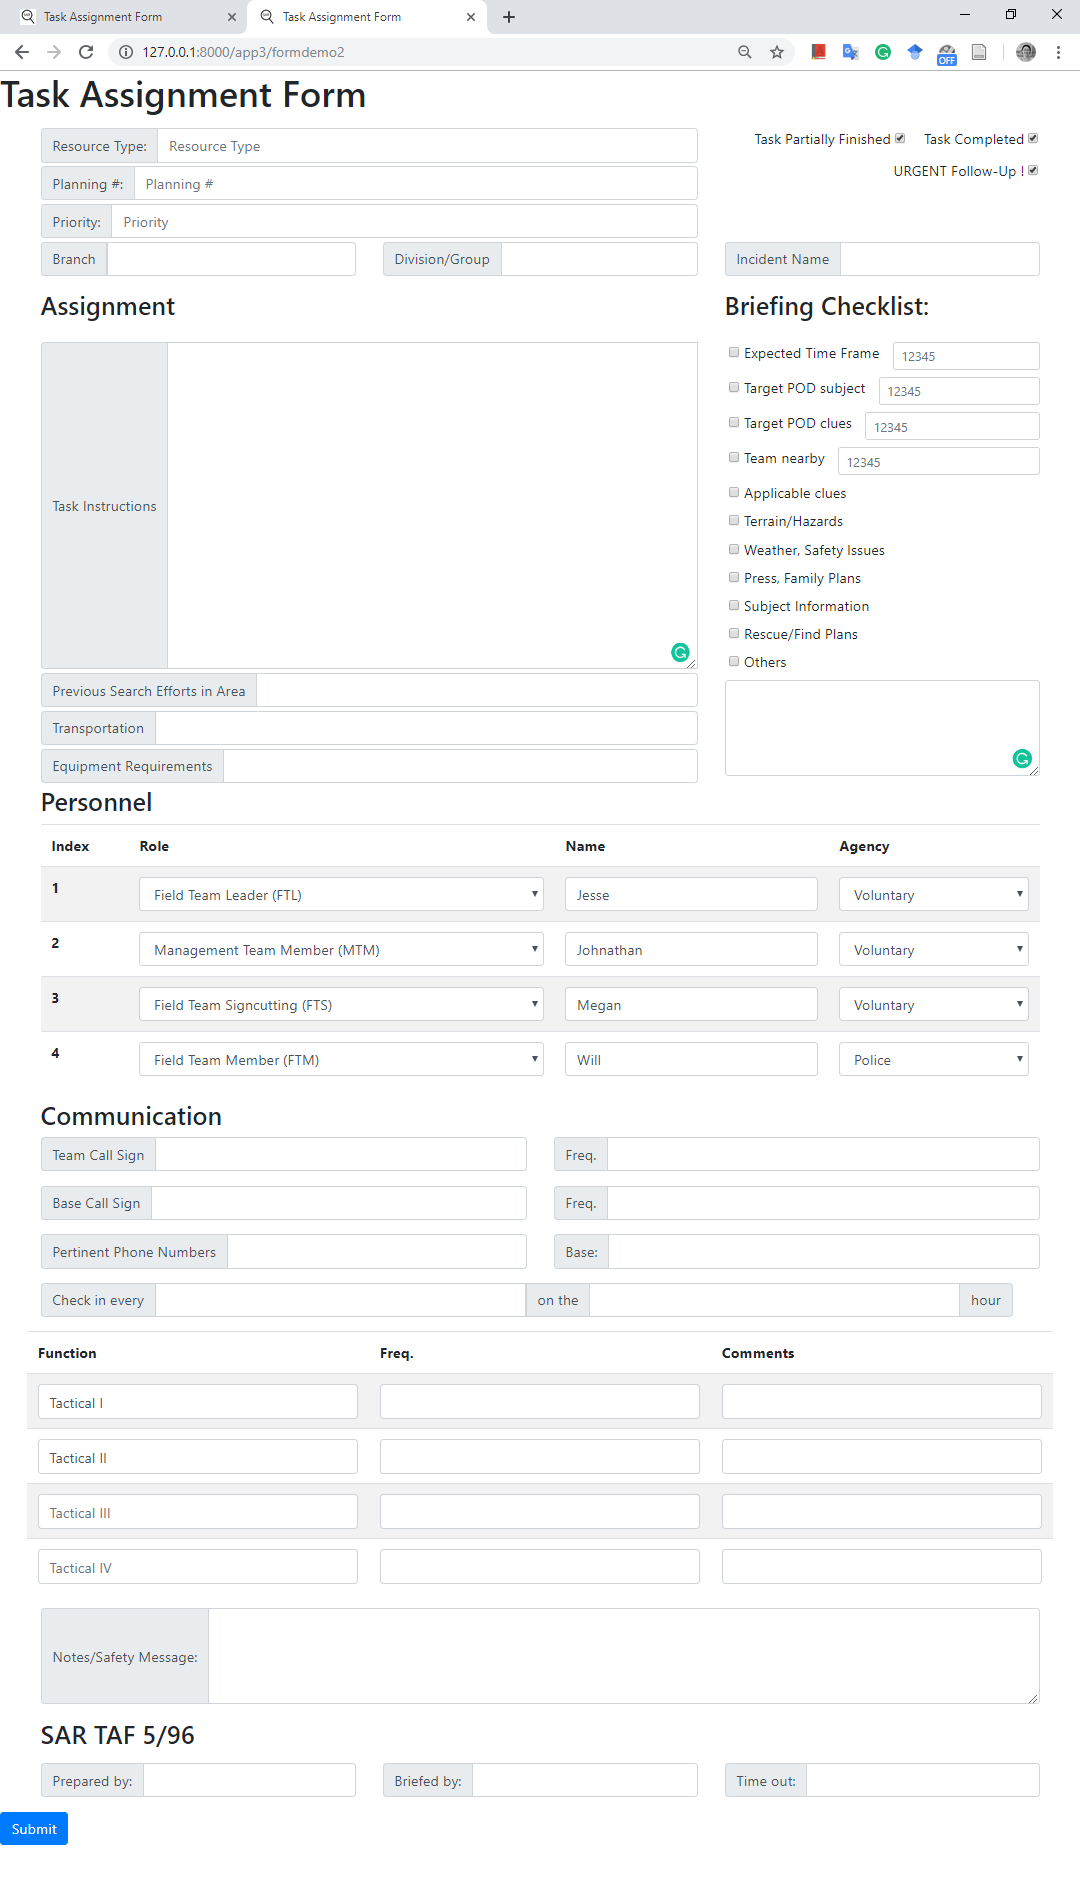 Task Assignment Form
Task Assignment Form
127.0.0.1:8000/app3/formdemo2
OFF
Task Assignment Form
Resource Type: Resource Type
Task Partially Finished Task Completed
Planning #: Planning #
URGENT Follow-Up !
Priority: Priority
Branch Division/Group Incident Name
Assignment
Briefing Checklist:
Task Instructions
Expected Time Frame 12345
Target POD subject 12345
Target POD clues 12345
Team nearby 12345
Applicable clues
Terrain/Hazards
Weather, Safety Issues
Press, Family Plans
Subject Information
Rescue/Find Plans
Others
Previous Search Efforts in Area
Transportation
Equipment Requirements
Personnel
Index Role Name Agency
1 Field Team Leader (FTL) Jesse Voluntary
2 Management Team Member (MTM) Johnathan Voluntary
3 Field Team Signcutting (FTS) Megan Voluntary
4 Field Team Member (FTM) Will Police
Communication
Team Call Sign Freq.
Base Call Sign Freq.
Pertinent Phone Numbers Base:
Check in every on the hour
Function Freq. Comments
Tactical I
Tactical II
Tactical III
Tactical IV
Notes/Safety Message:
SAR TAF 5/96
Prepared by: Briefed by: Time out:
Submit